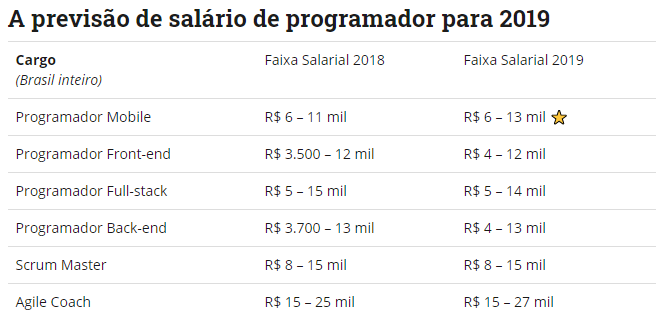 A previsão de salário de programador para 2019
Cargo Faixa Salarial 2018 Faixa Salarial 2019
(Brasil inteiro)
Programador Mobile R$ 6 – 11 mil R$ 6 – 13 mil
Programador Front-end R$ 3.500 – 12 mil R$ 4 – 12 mil
Programador Full-stack R$ 5 – 15 mil R$ 5 – 14 mil
Programador Back-end R$ 3.700 – 13 mil R$ 4 – 13 mil
Scrum Master R$ 8 – 15 mil R$ 8 – 15 mil
Agile Coach R$ 15 – 25 mil R$ 15 – 27 mil